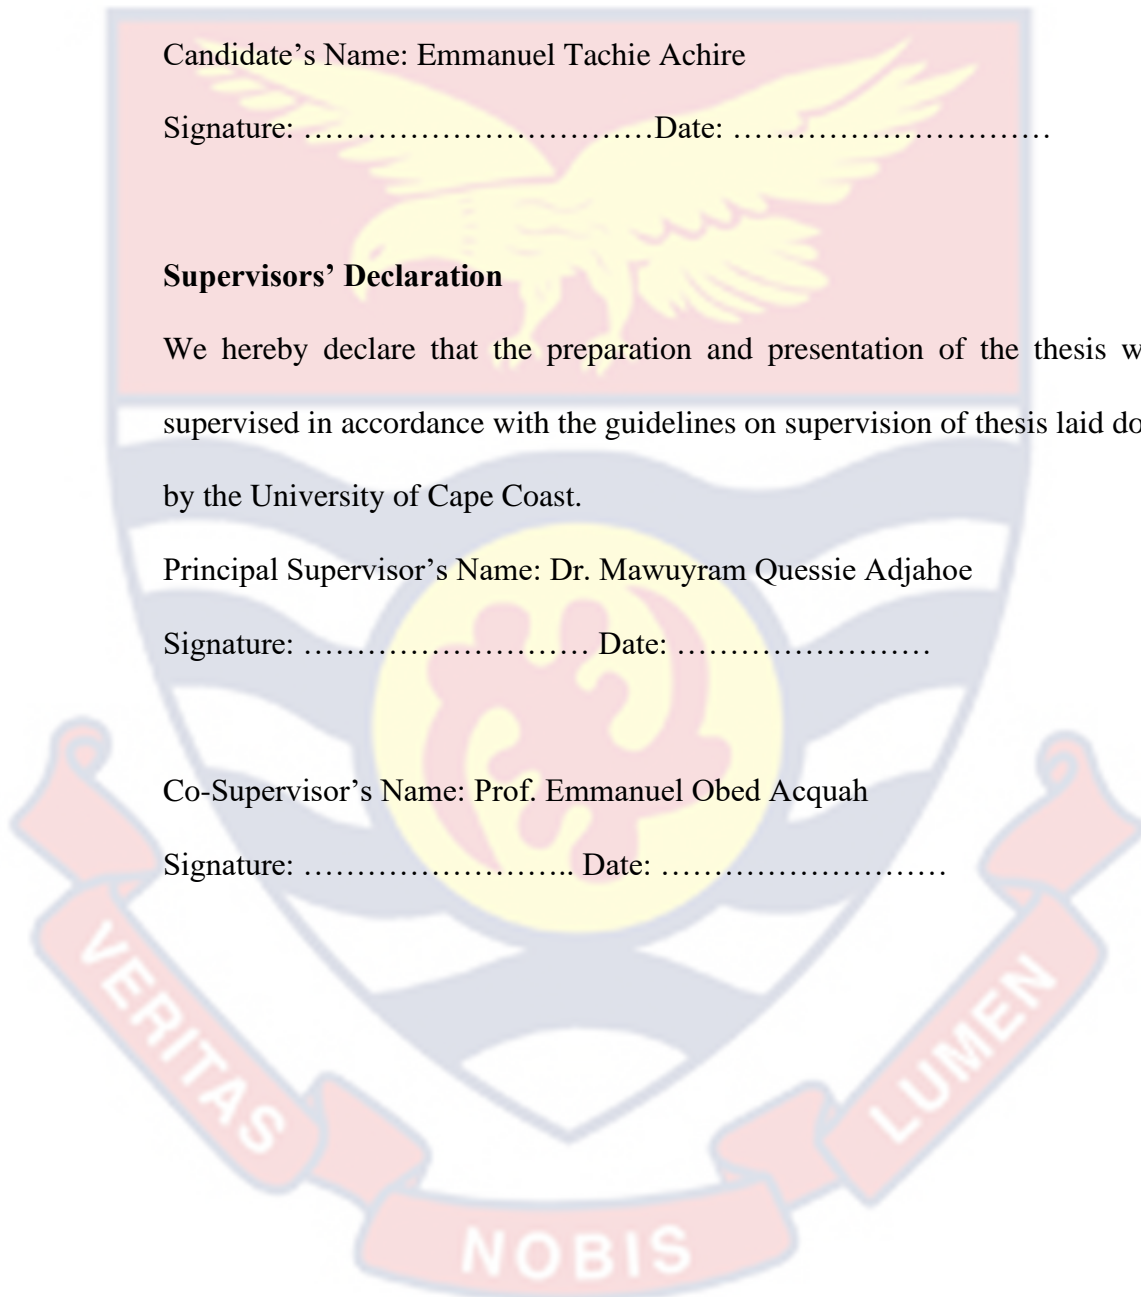 Candidate’s Name: Emmanuel Tachie Achire
Signature: ……………………………Date: …………………………
Supervisors’ Declaration
We hereby declare that the preparation and presentation of the thesis w
supervised in accordance with the guidelines on supervision of thesis laid do
by the University of Cape Coast.
Principal Supervisor’s Name: Dr. Mawuyram Quessie Adjahoe
Signature: ……………………… Date: ……………………
Co-Supervisor’s Name: Prof. Emmanuel Obed Acquah
Signature: …………………….. Date: ………………………
VERITAS
NOBIS
LUMEN